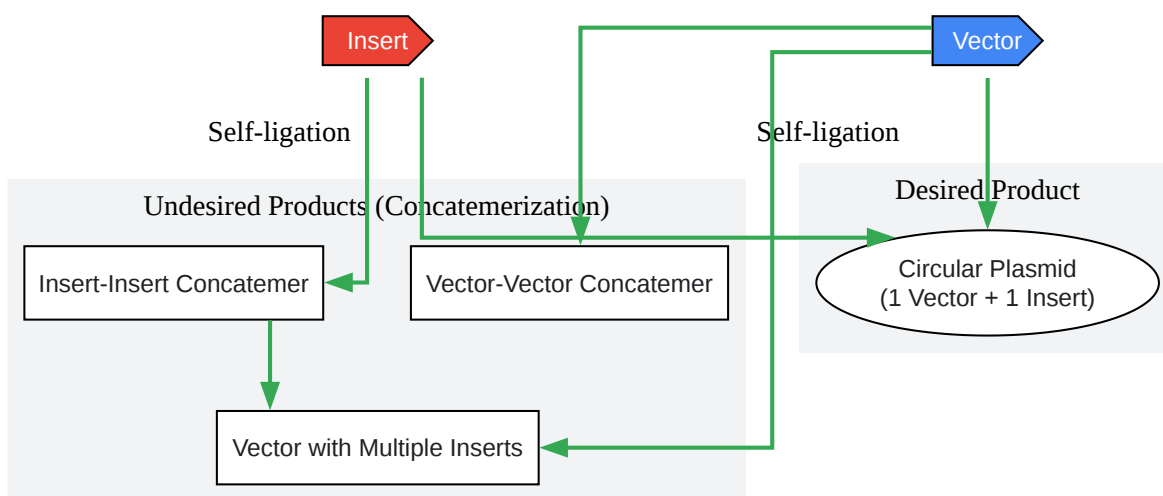 Insert
Vector
Self-ligation
Self-ligation
Undesired Products (Concatemerization)
Desired Product
Insert-Insert Concatemer
Vector-Vector Concatemer
Circular Plasmid
(1 Vector + 1 Insert)
Vector with Multiple Inserts